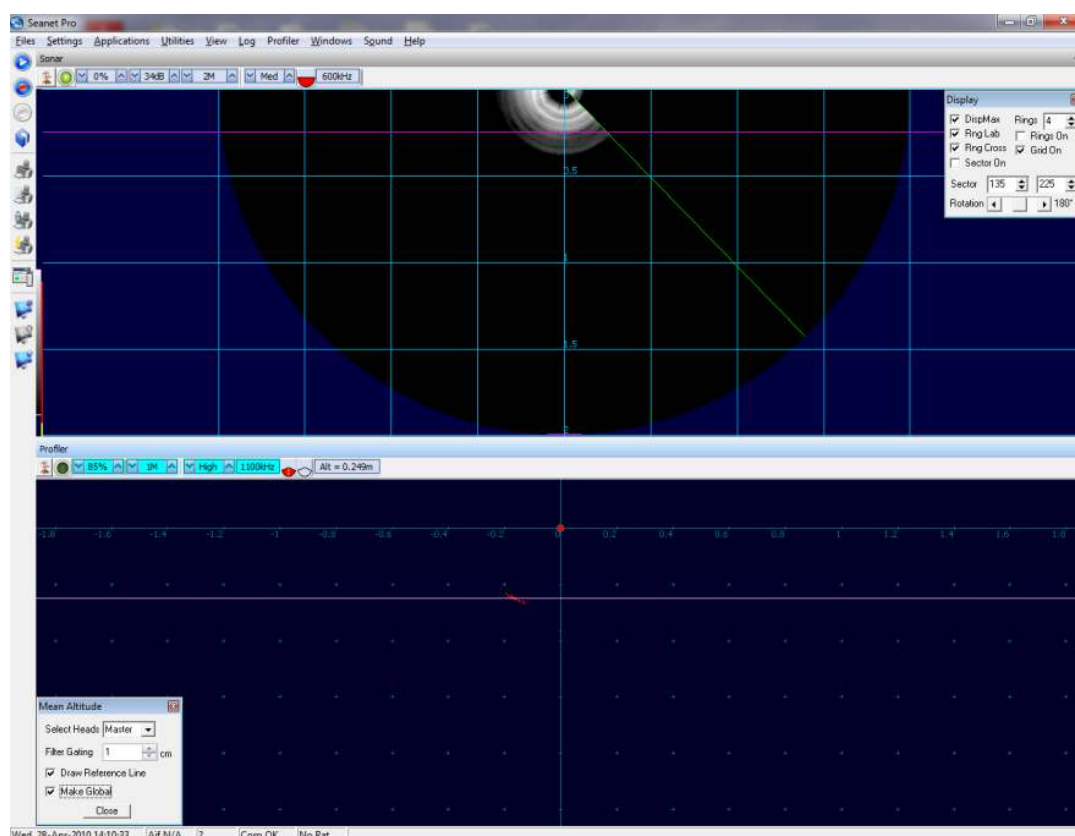 Seanet Pro
Files Settings Applications Utilities View Log Profiler Windows Sound Help
Sonar
0% 34dB 2M Med 600kHz
Display
DispMax Rings 4
Rng Lab Rings On
Rng Cross Grid On
Sector On
Sector 135 225
Rotation 180°
0.5
1
1.5
2
Profiler
85% 1M High 1100kHz Alt = 0.249m
-1.8 -1.6 -1.4 -1.2 -1 -0.8 -0.6 -0.4 -0.2 0 0.2 0.4 0.6 0.8 1 1.2 1.4 1.6 1.8
Mean Altitude
Select Heads Master
Filter Gating 1 cm
Draw Reference Line
Make Global
Close
Wed, 28-Apr-2010 14:10:33 Aif N/A 2 Com OK No Rat